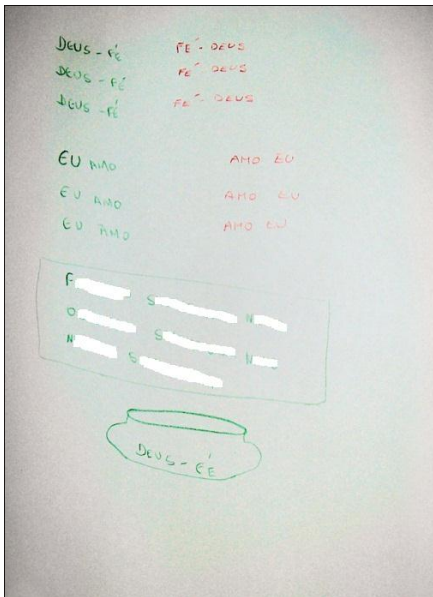 DEUS - FÉ FÉ - DEUS
DEUS - FÉ FÉ DEUS
DEUS - FÉ FÉ - DEUS
EU AMO AMO EU
EU AMO AMO EU
EU AMO AMO EU
F S N
O S N
N S
DEUS - FÉ